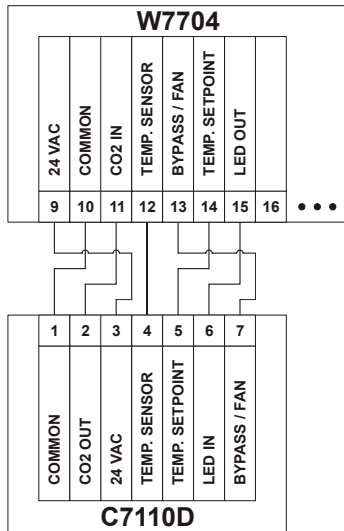 W7704
24 VAC
COMMON
CO2 IN
TEMP. SENSOR
BYPASS / FAN
TEMP. SETPOINT
LED OUT
9 10 11 12 13 14 15 16
1 2 3 4 5 6 7
COMMON
CO2 OUT
24 VAC
TEMP. SENSOR
TEMP. SETPOINT
LED IN
BYPASS / FAN
C7110D